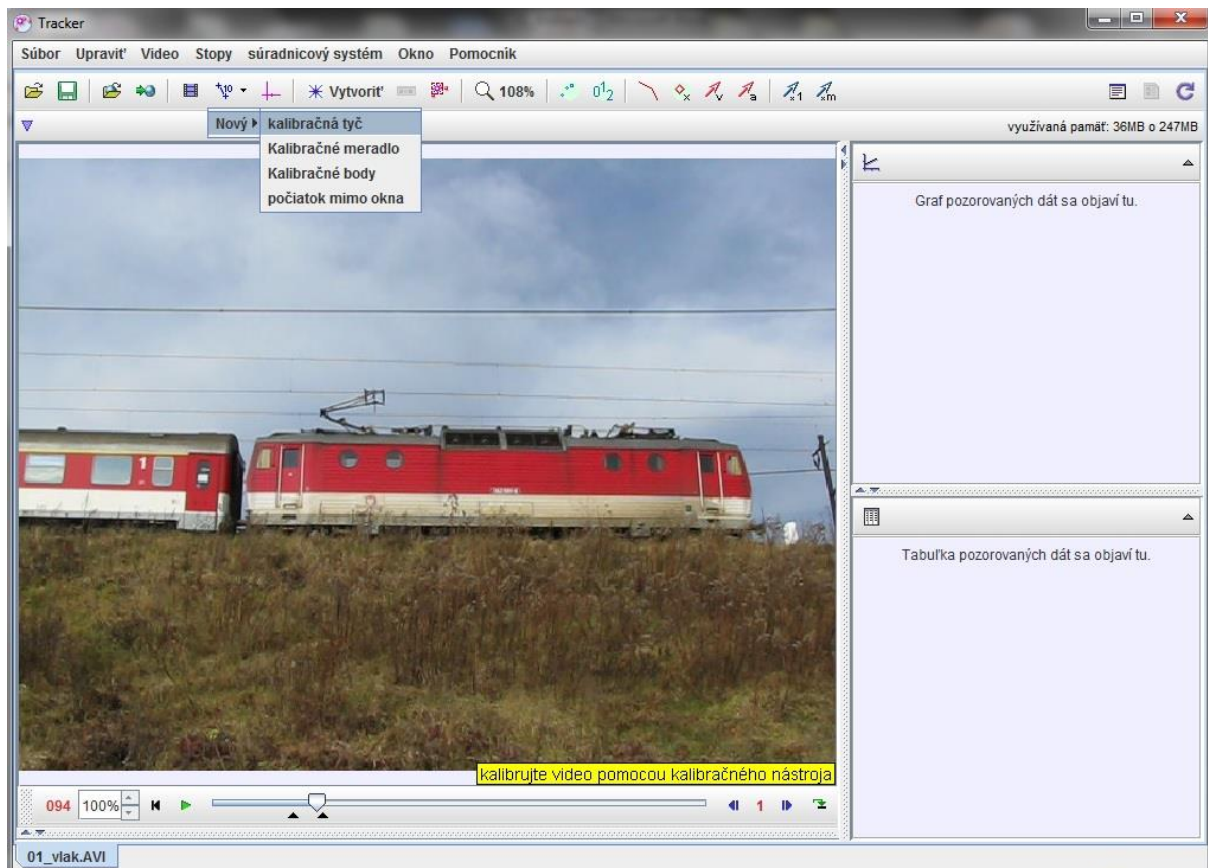 Tracker
Súbor Upraviť Video Stopy súradnicový systém Okno Pomocník
Vytvoriť 108%
Nový kalibračná tyč
využívaná pamäť: 36MB o 247MB
Kalibračné meradlo
Kalibračné body
počiatok mimo okna
Graf pozorovaných dát sa objaví tu.
1
Tabuľka pozorovaných dát sa objaví tu.
kalibrujte video pomocou kalibračného nástroja
094 100% 1
01_vlak.AVI